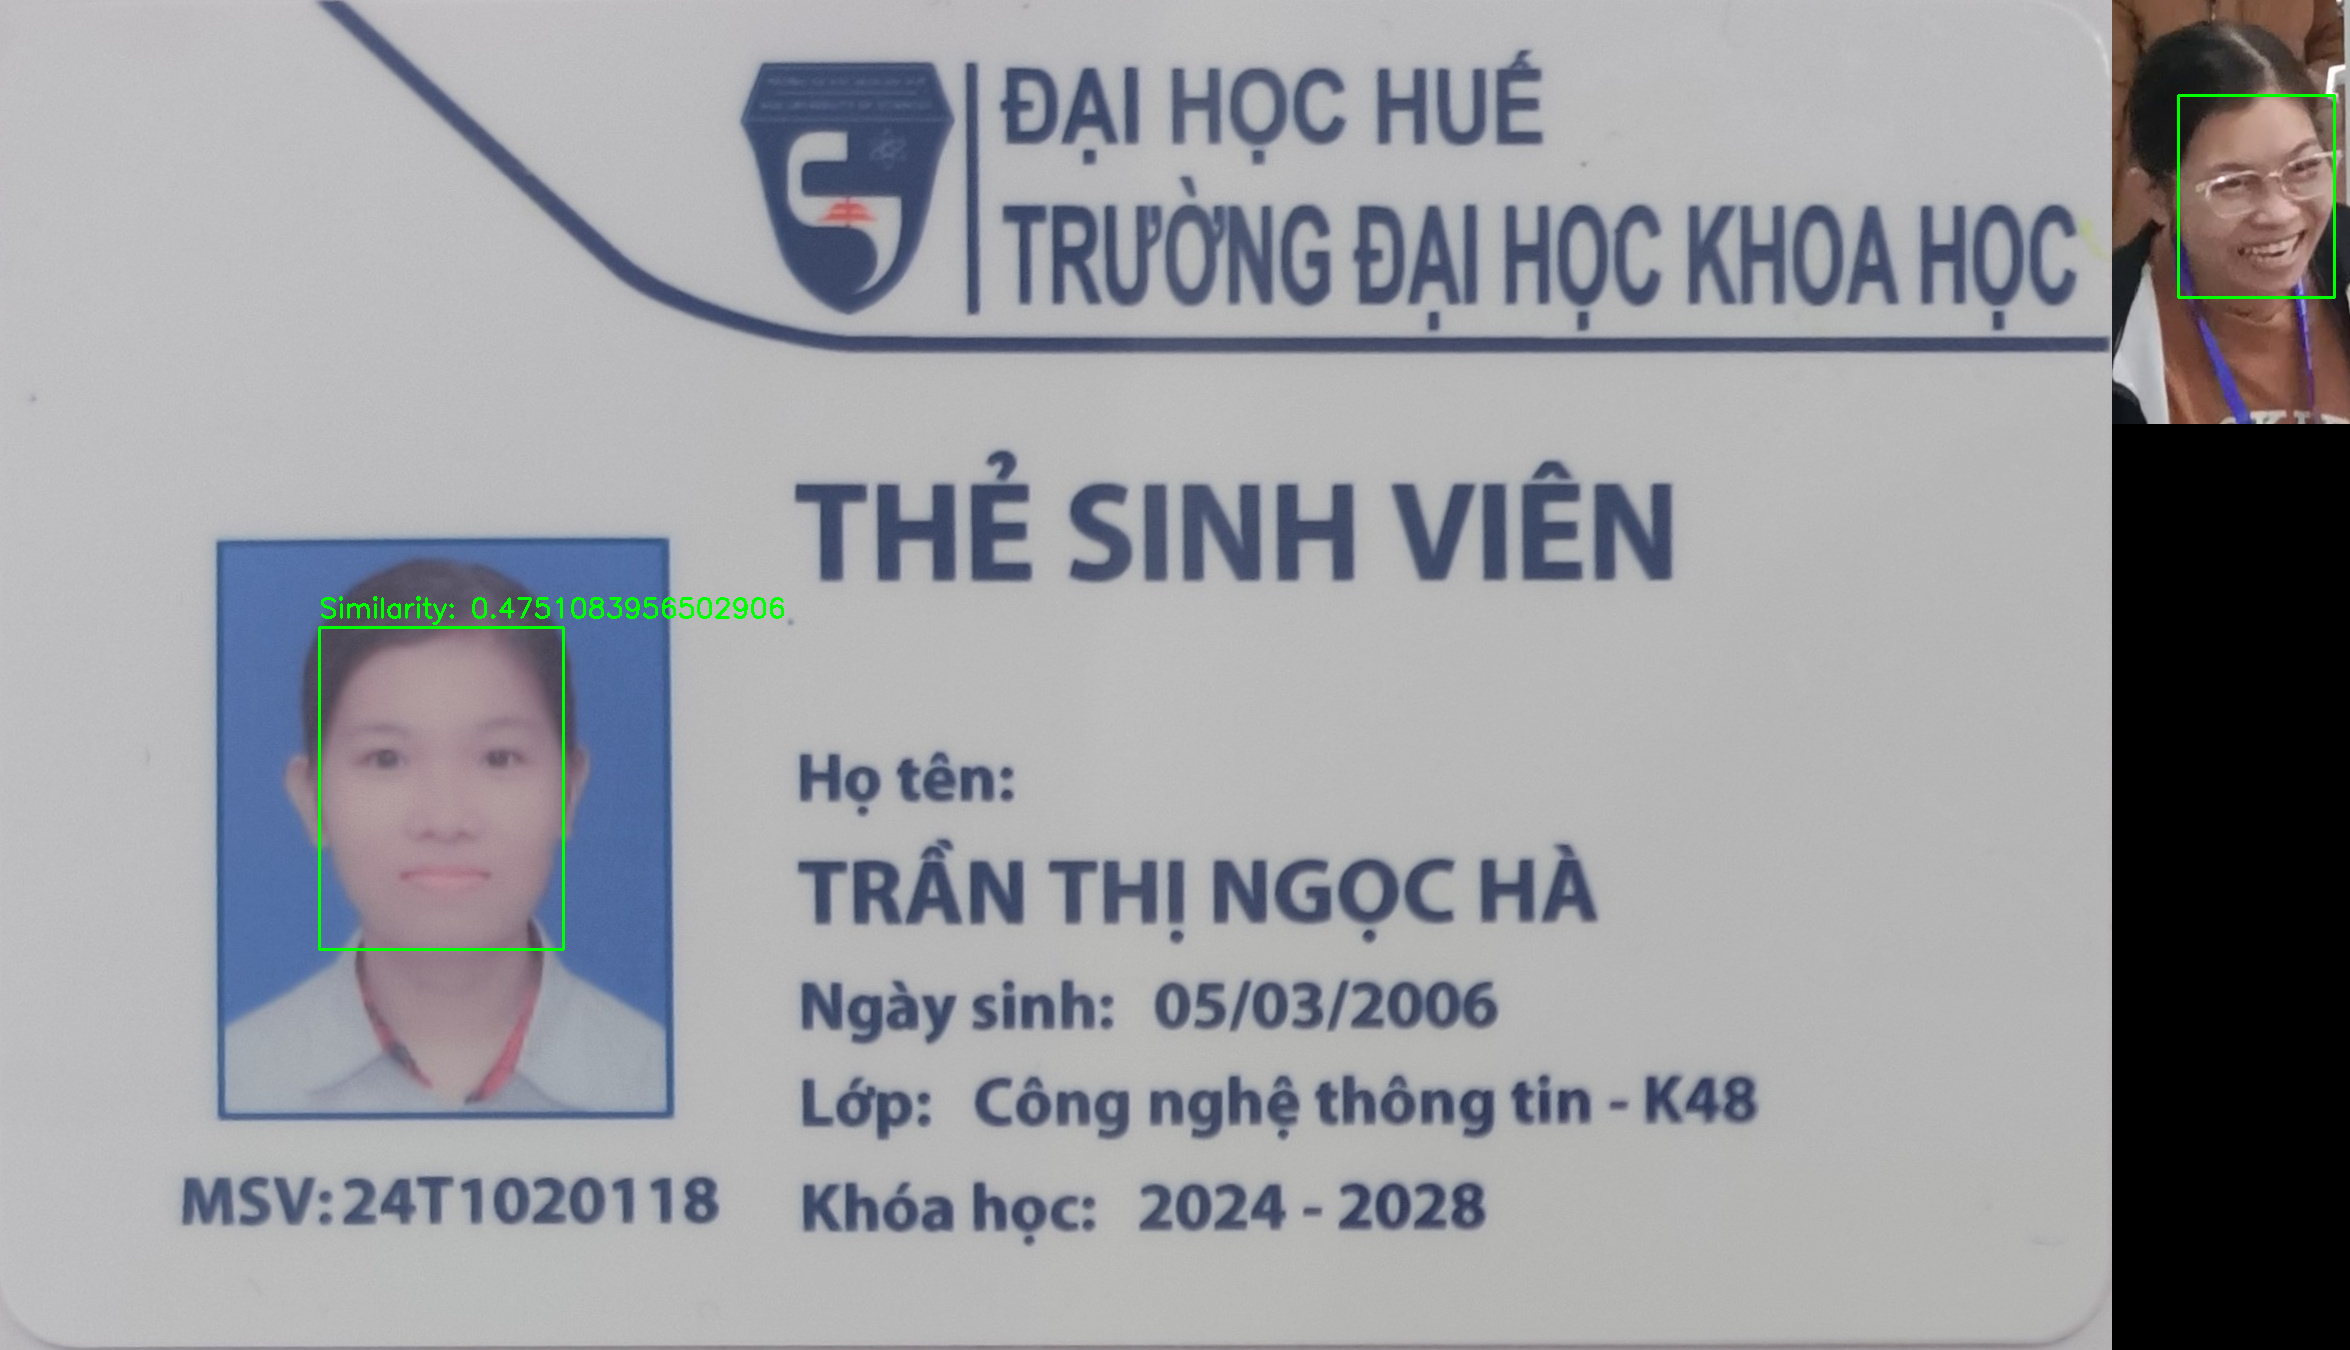 ĐẠI HỌC HUẾ
TRƯỜNG ĐẠI HỌC KHOA HỌC
THẺ SINH VIÊN
Similarity: 0.4751083956502906
Họ tên:
TRẦN THỊ NGỌC HÀ
Ngày sinh: 05/03/2006
Lớp: Công nghệ thông tin - K48
MSV: 24T1020118
Khóa học: 2024 - 2028